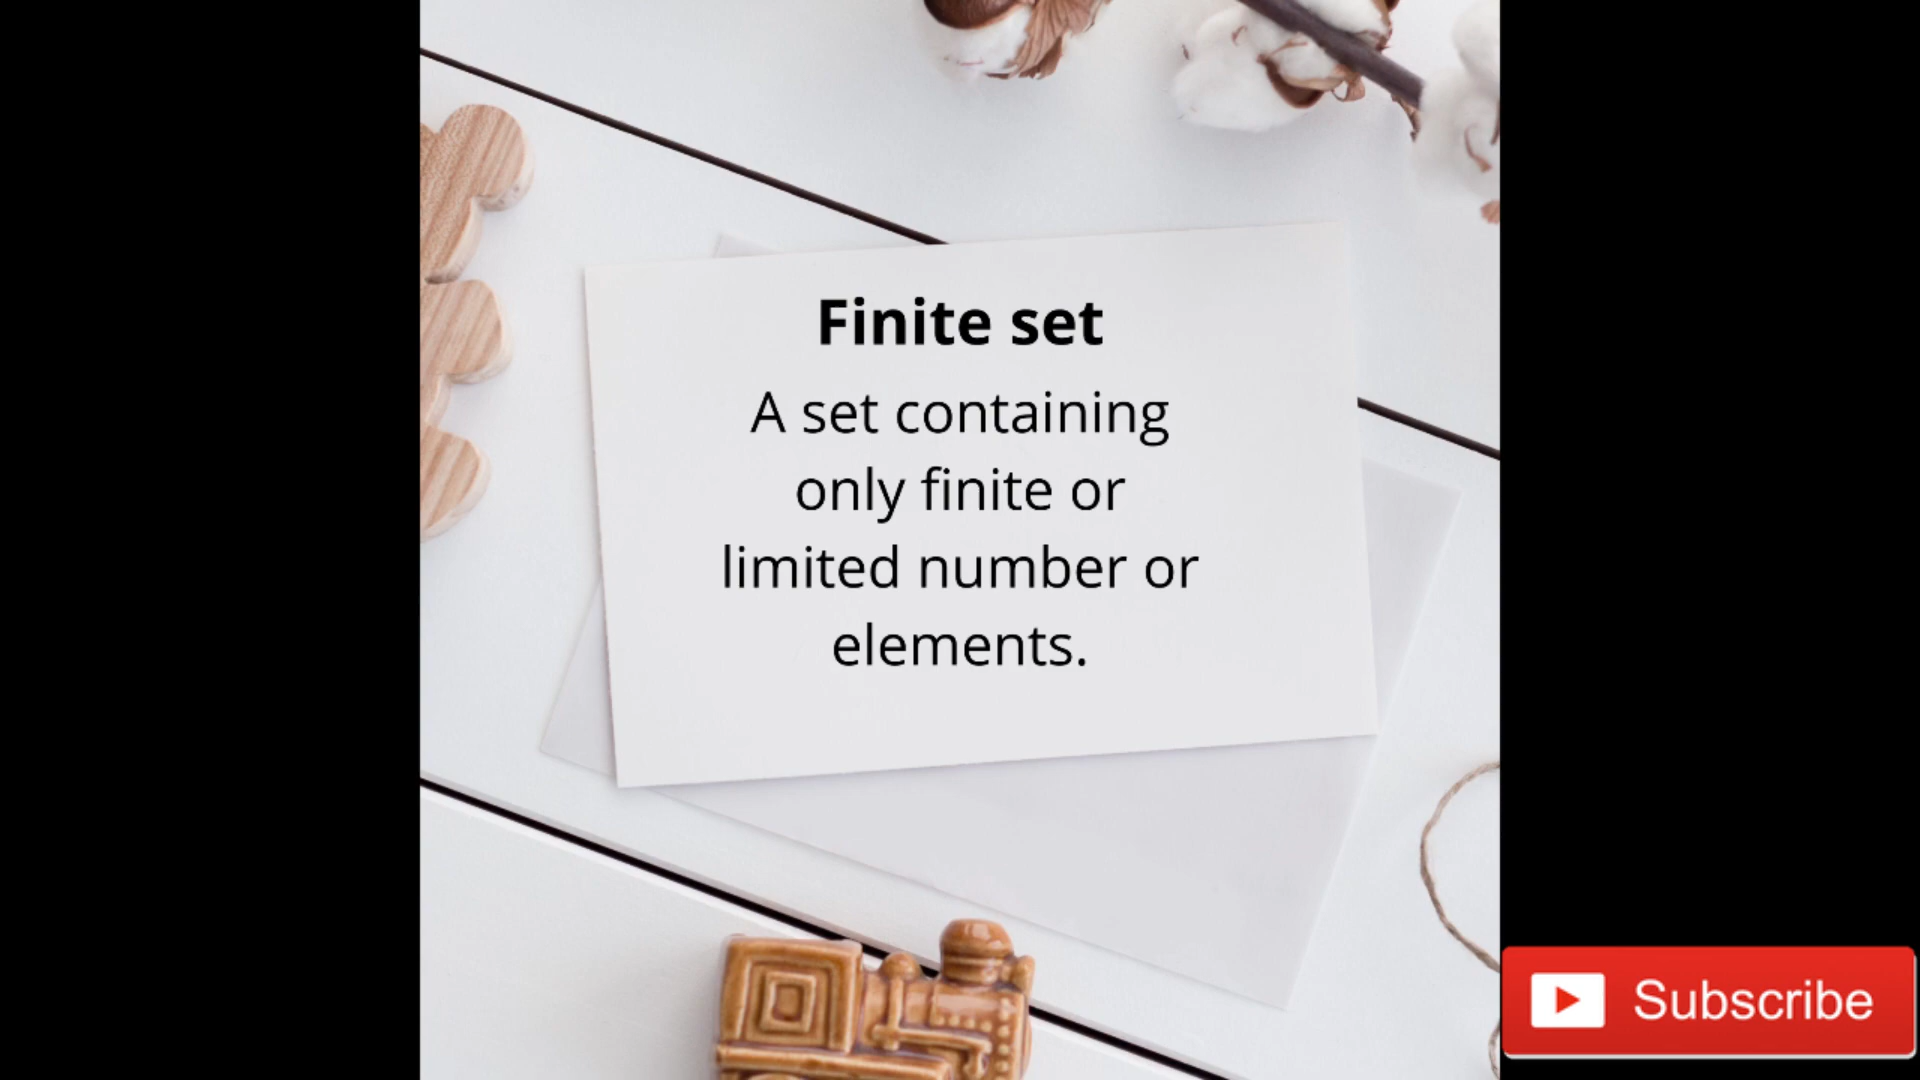 Finite set
A set containing
only finite or
limited number or
elements.
Subscribe